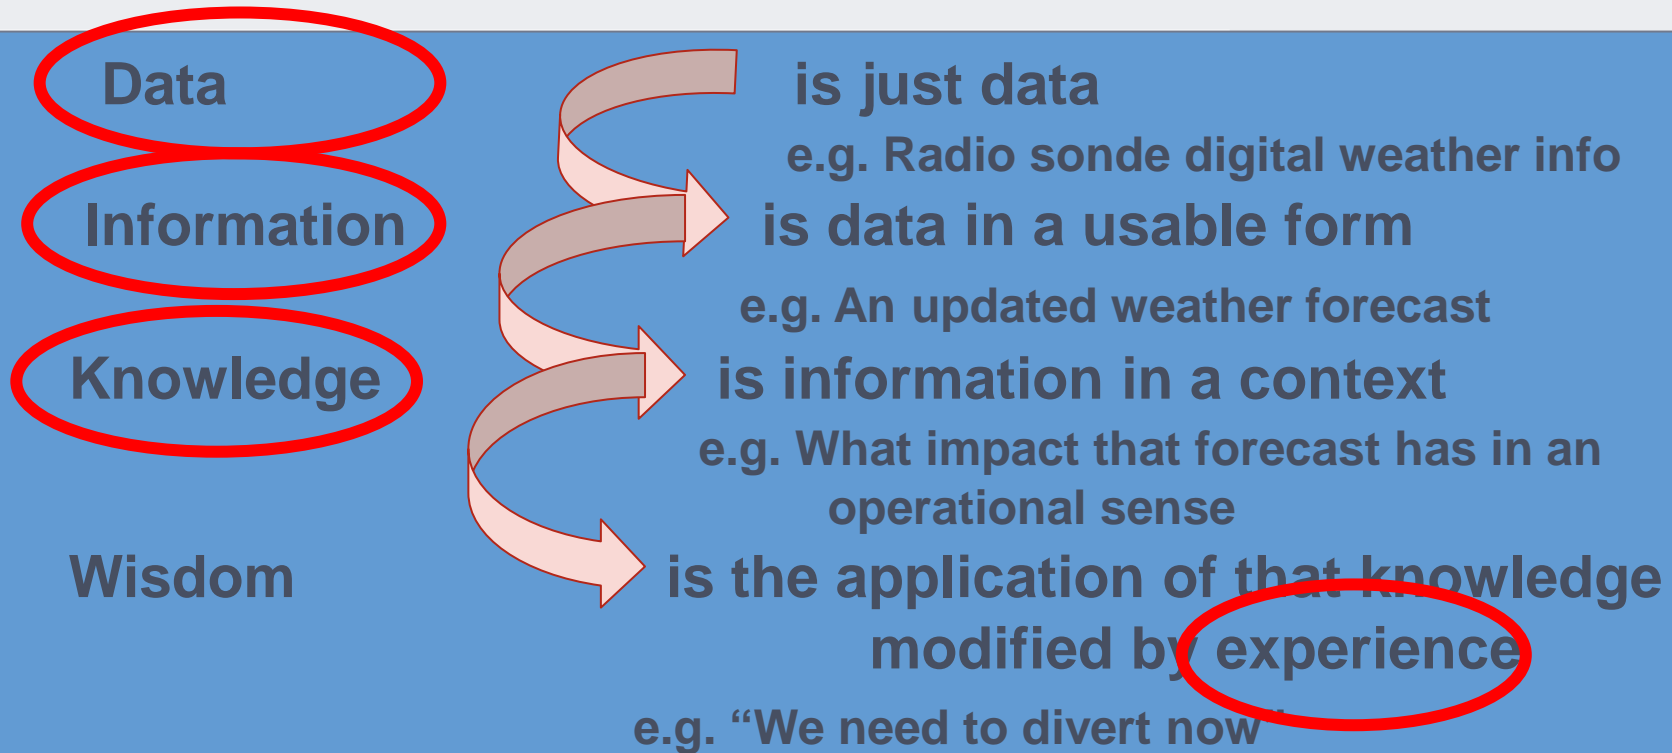 Data is just data
e.g. Radio sonde digital weather info
Information is data in a usable form
e.g. An updated weather forecast
Knowledge is information in a context
e.g. What impact that forecast has in an
operational sense
Wisdom is the application of that knowledge
modified by experience
e.g. “We need to divert now”